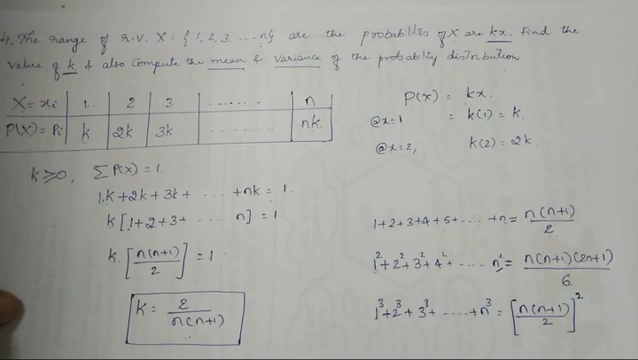 4. The range of r.v. X = {1, 2, 3 ..... n} are the probabilities of X are kx. Find the
value of k & also compute the mean & variance of the probability distribution
X = xi 1 2 3 ........ n
P(X) = Pi k 2k 3k ........ nk.
P(X) = kx.
@x=1 = k(1) = k.
@x=2, k(2) = 2k.
k ⩾ 0, ∑ P(x) = 1.
1.k + 2k + 3k + ..... + nk = 1.
k [1 + 2 + 3 + ..... n] = 1
k. [n(n+1)/2] = 1
k = 2/n(n+1)
1+2+3+4+5+ ..... +n = n(n+1)/2
1²+2²+3²+4²+ ..... n² = n(n+1)(2n+1)/6.
1³+2³+3³+ ..... +n³ = [n(n+1)/2]²